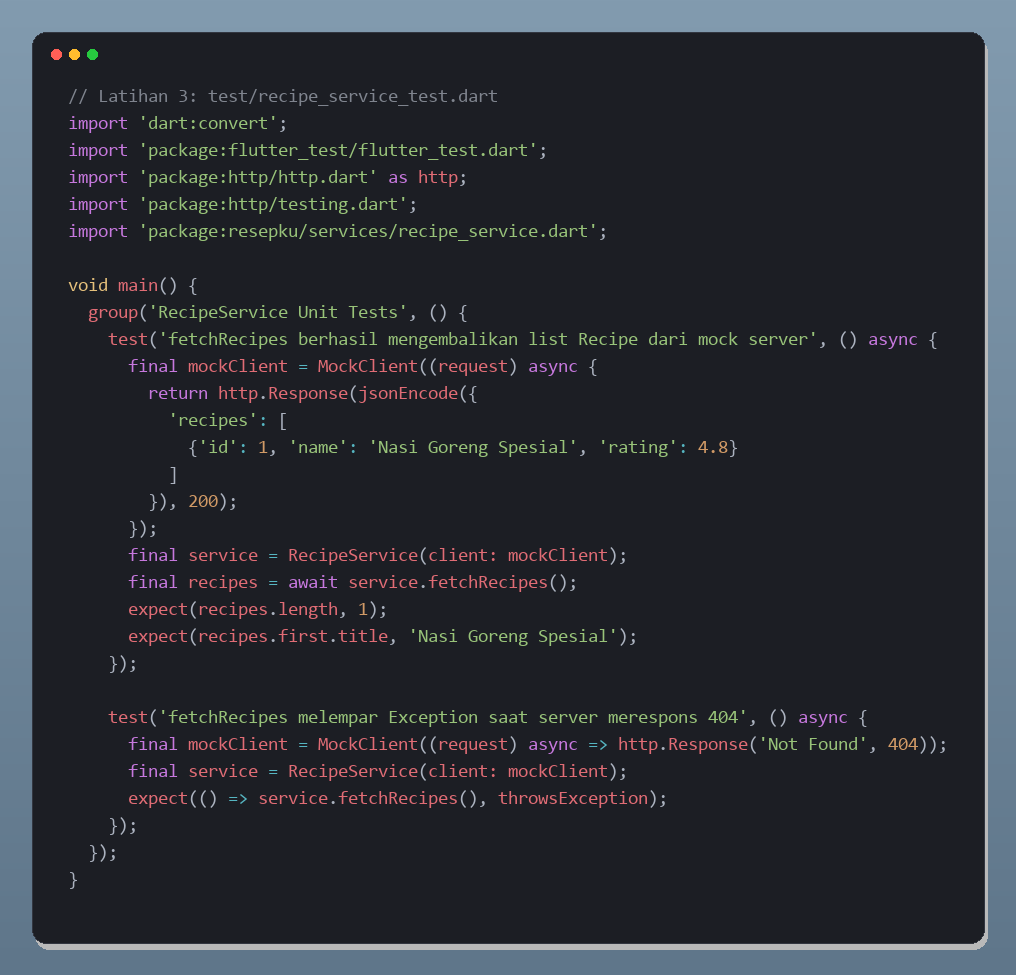 // Latihan 3: test/recipe_service_test.dart
import 'dart:convert';
import 'package:flutter_test/flutter_test.dart';
import 'package:http/http.dart' as http;
import 'package:http/testing.dart';
import 'package:resepku/services/recipe_service.dart';

void main() {
  group('RecipeService Unit Tests', () {
    test('fetchRecipes berhasil mengembalikan list Recipe dari mock server', () async {
      final mockClient = MockClient((request) async {
        return http.Response(jsonEncode({
          'recipes': [
            {'id': 1, 'name': 'Nasi Goreng Spesial', 'rating': 4.8}
          ]
        }), 200);
      });
      final service = RecipeService(client: mockClient);
      final recipes = await service.fetchRecipes();
      expect(recipes.length, 1);
      expect(recipes.first.title, 'Nasi Goreng Spesial');
    });

    test('fetchRecipes melempar Exception saat server merespons 404', () async {
      final mockClient = MockClient((request) async => http.Response('Not Found', 404));
      final service = RecipeService(client: mockClient);
      expect(() => service.fetchRecipes(), throwsException);
    });
  });
}